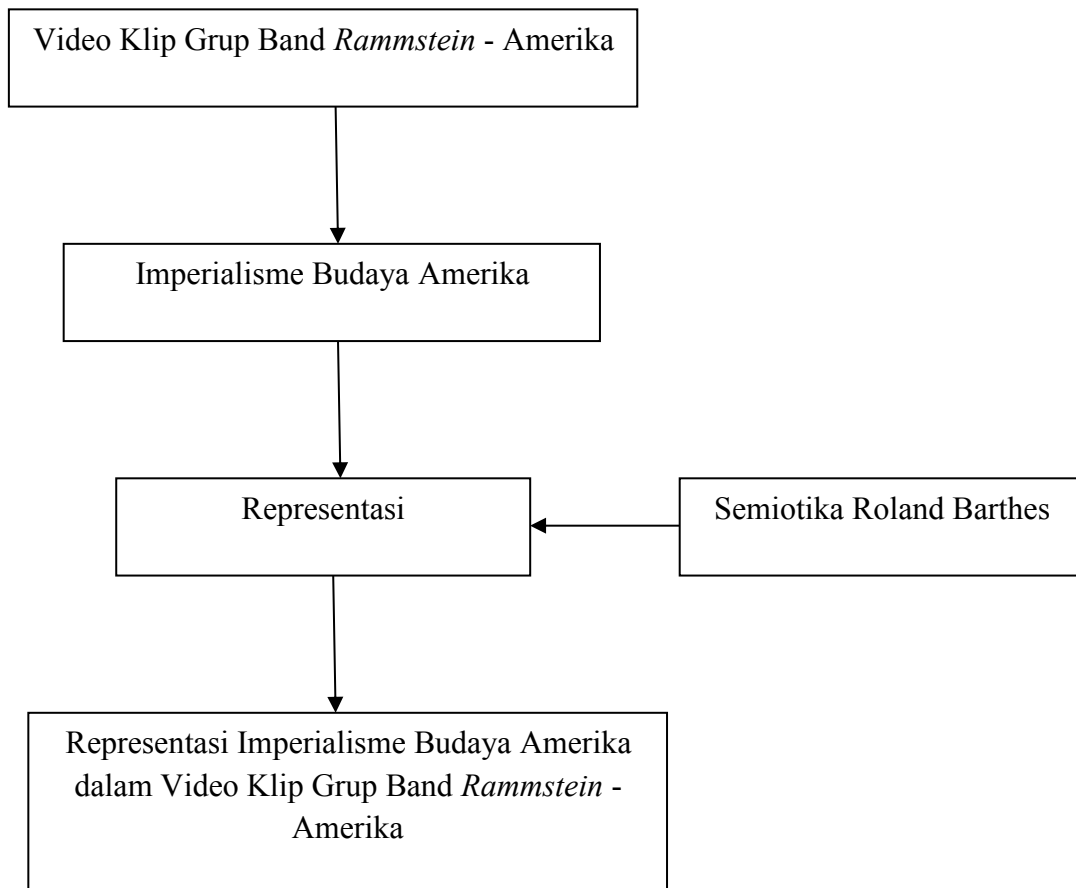 Video Klip Grup Band Rammstein - Amerika
Imperialisme Budaya Amerika
Representasi
Semiotika Roland Barthes
Representasi Imperialisme Budaya Amerika
dalam Video Klip Grup Band Rammstein -
Amerika